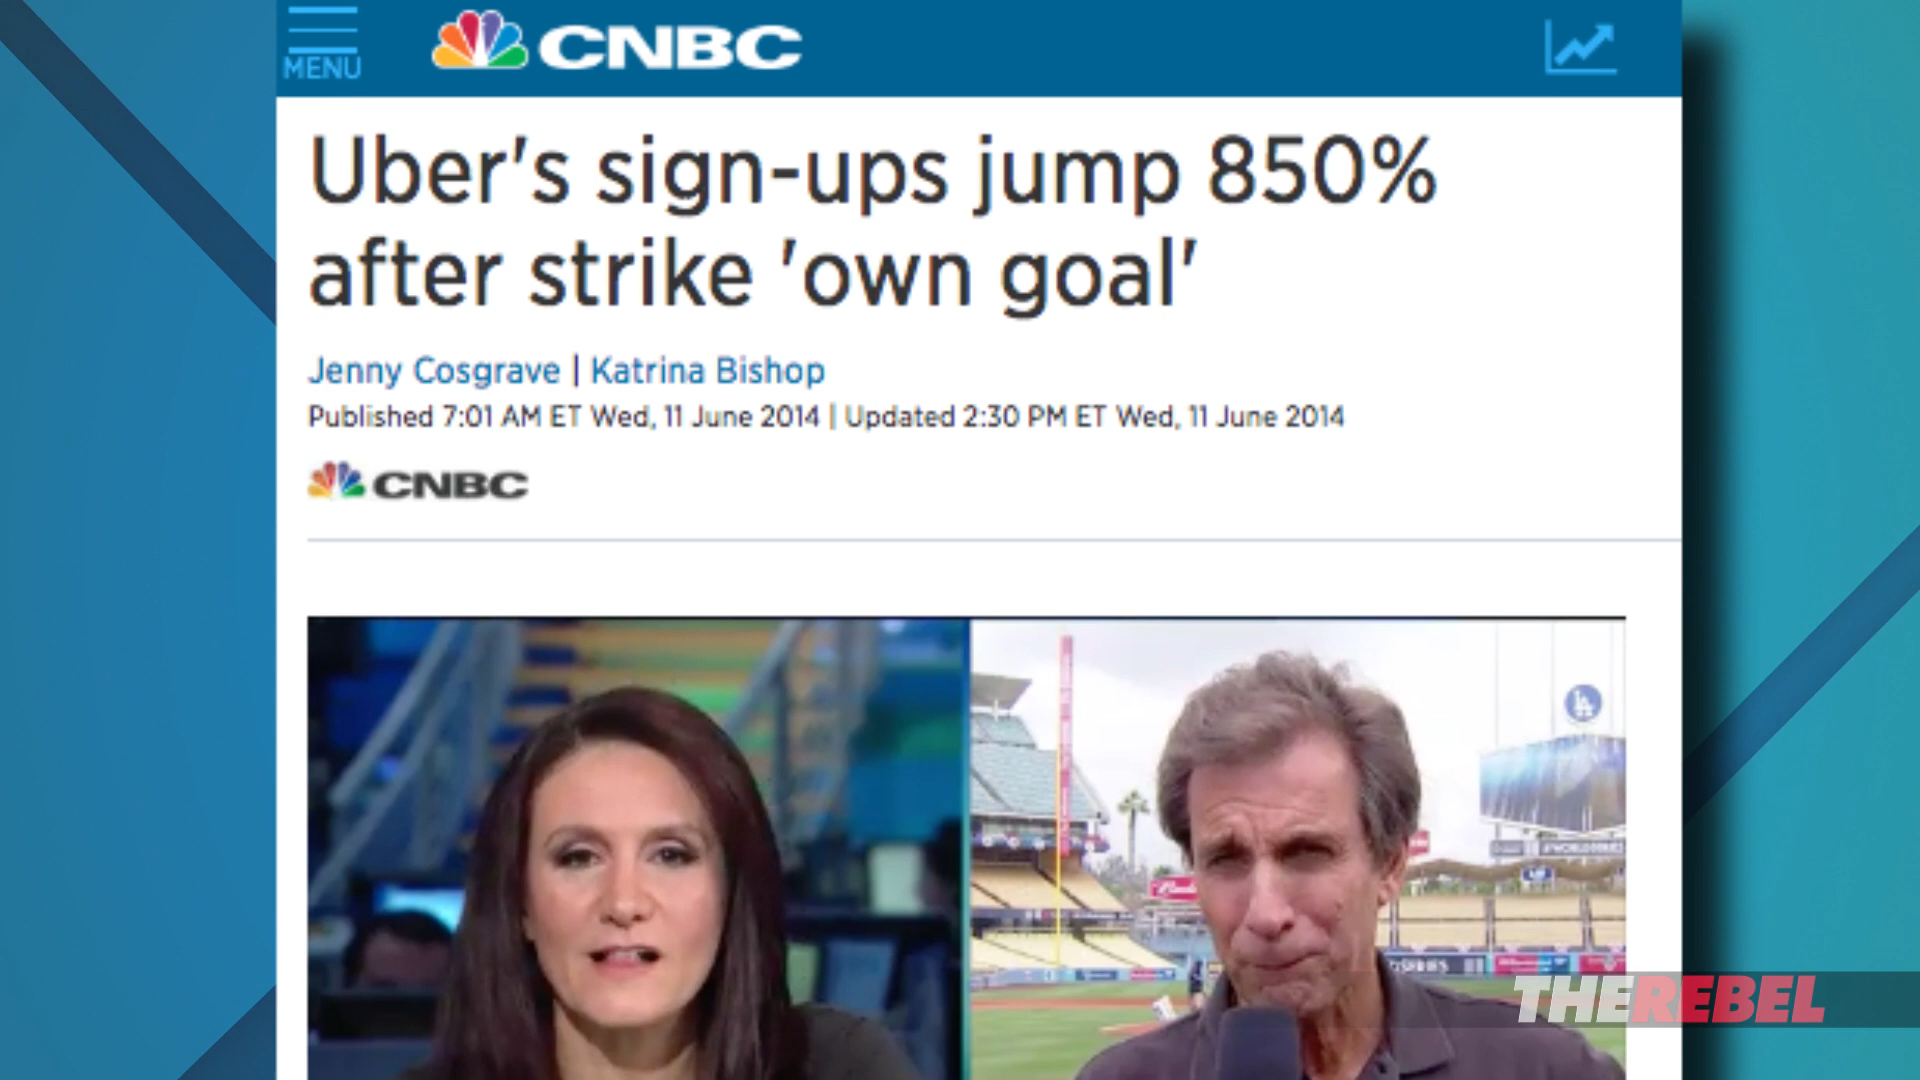 MENU
CNBC
Uber's sign-ups jump 850%
after strike 'own goal'
Jenny Cosgrave | Katrina Bishop
Published 7:01 AM ET Wed, 11 June 2014 | Updated 2:30 PM ET Wed, 11 June 2014
CNBC
LA
THEREBEL